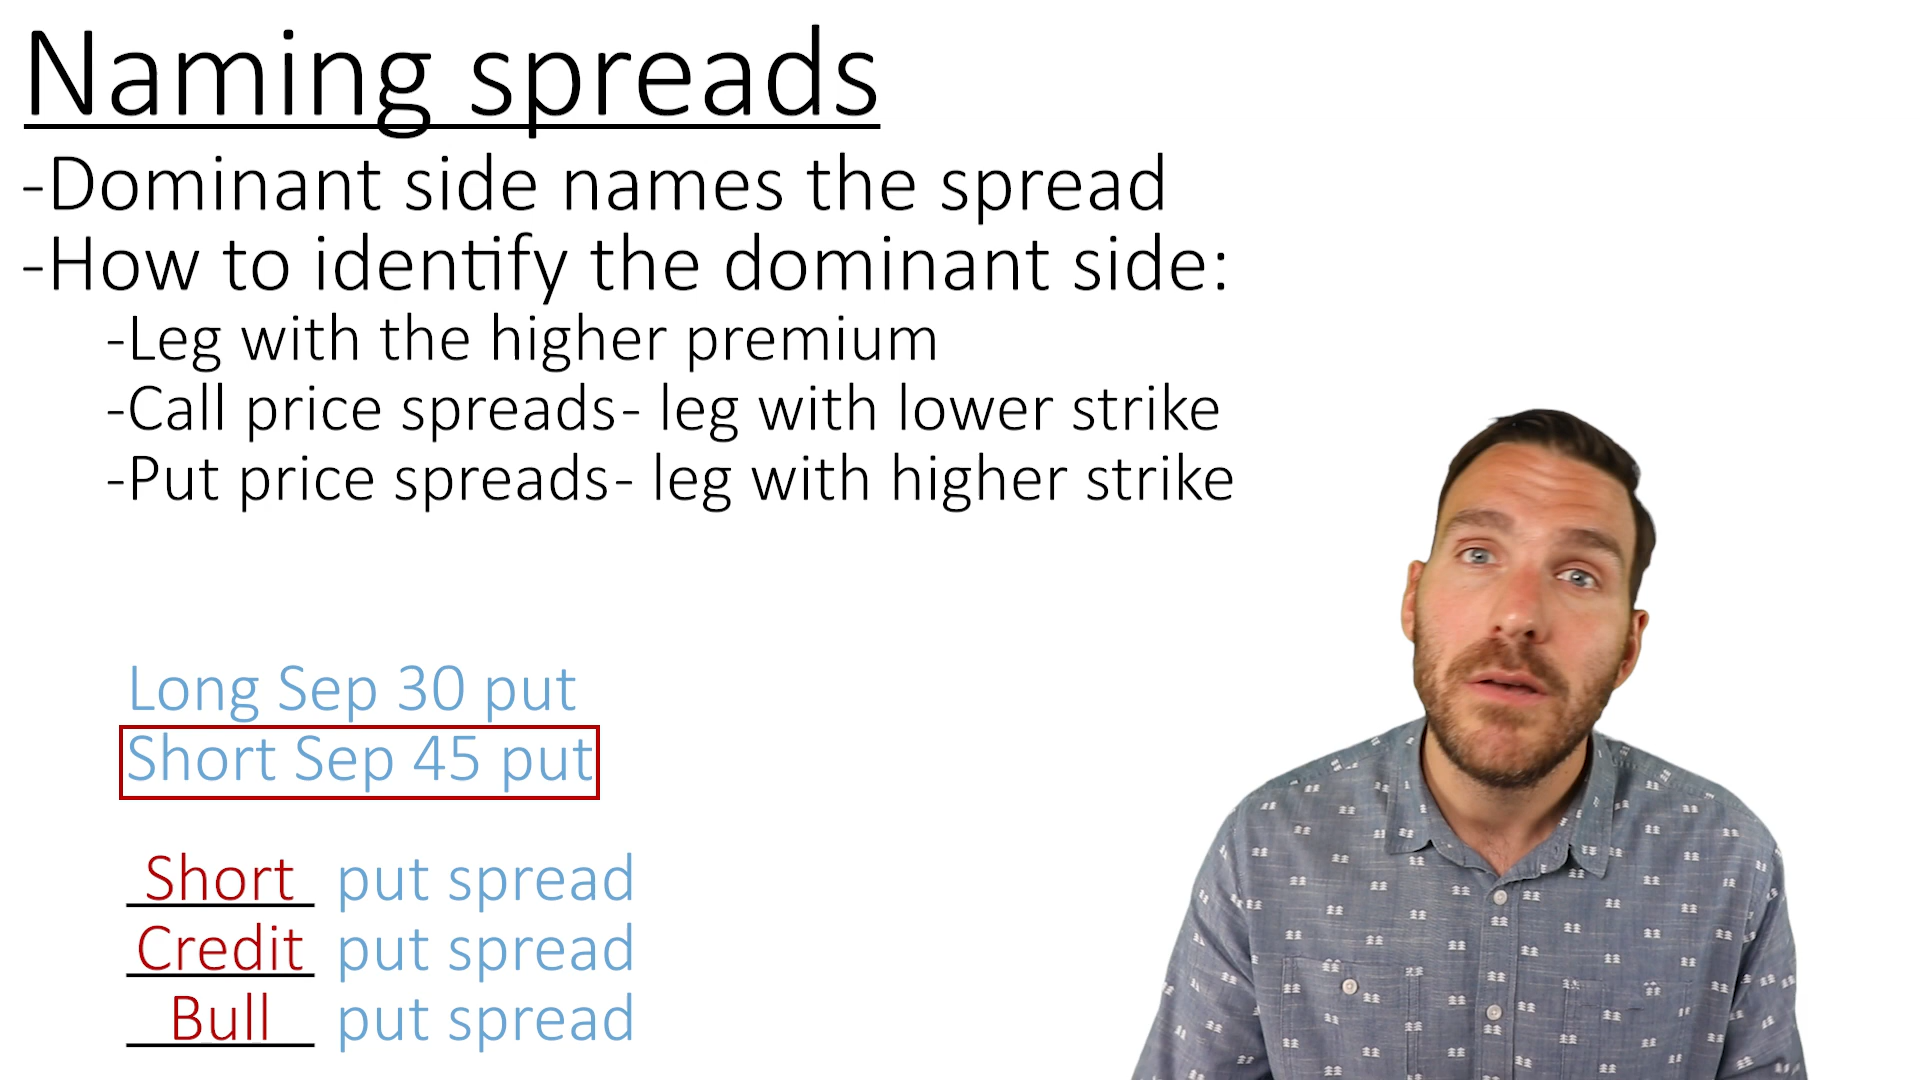 Naming spreads
-Dominant side names the spread
-How to identify the dominant side:
-Leg with the higher premium
-Call price spreads- leg with lower strike
-Put price spreads- leg with higher strike
Long Sep 30 put
Short Sep 45 put
Short put spread
Credit put spread
Bull put spread